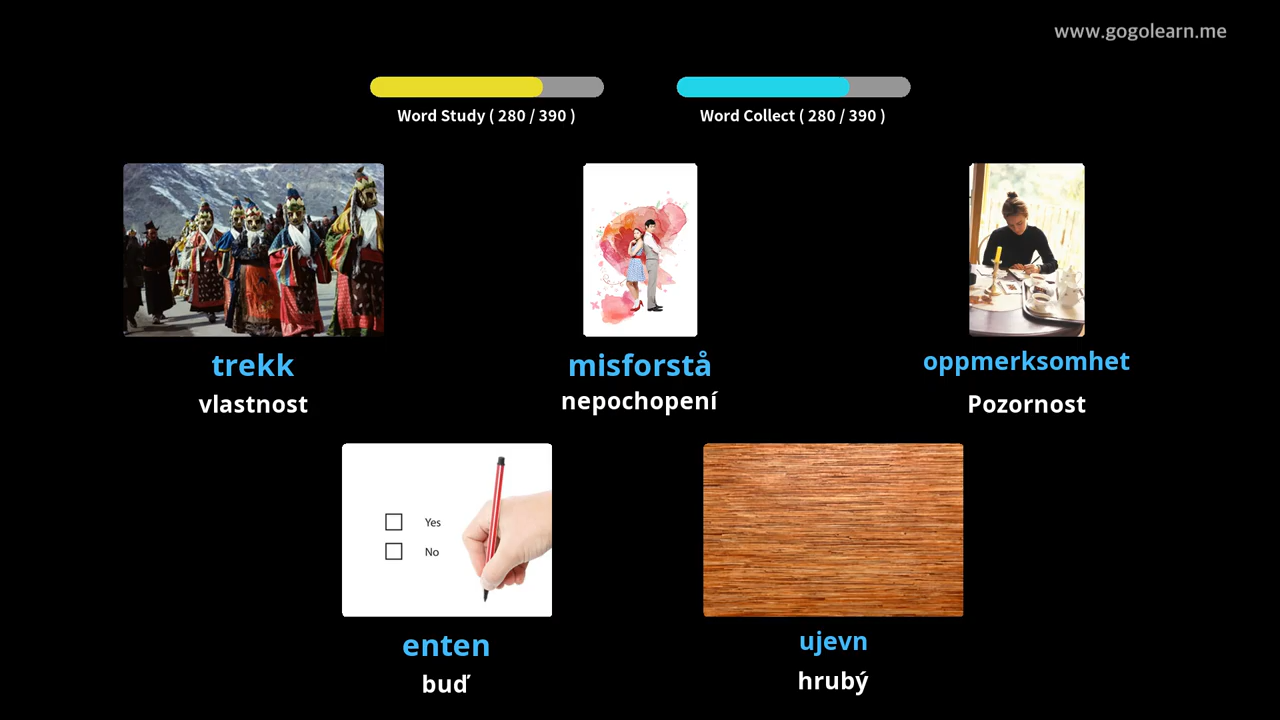 www.gogolearn.me
Word Study ( 280 / 390 )
Word Collect ( 280 / 390 )
trekk
vlastnost
misforstå
nepochopení
oppmerksomhet
Pozornost
Yes
No
enten
buď
ujevn
hrubý